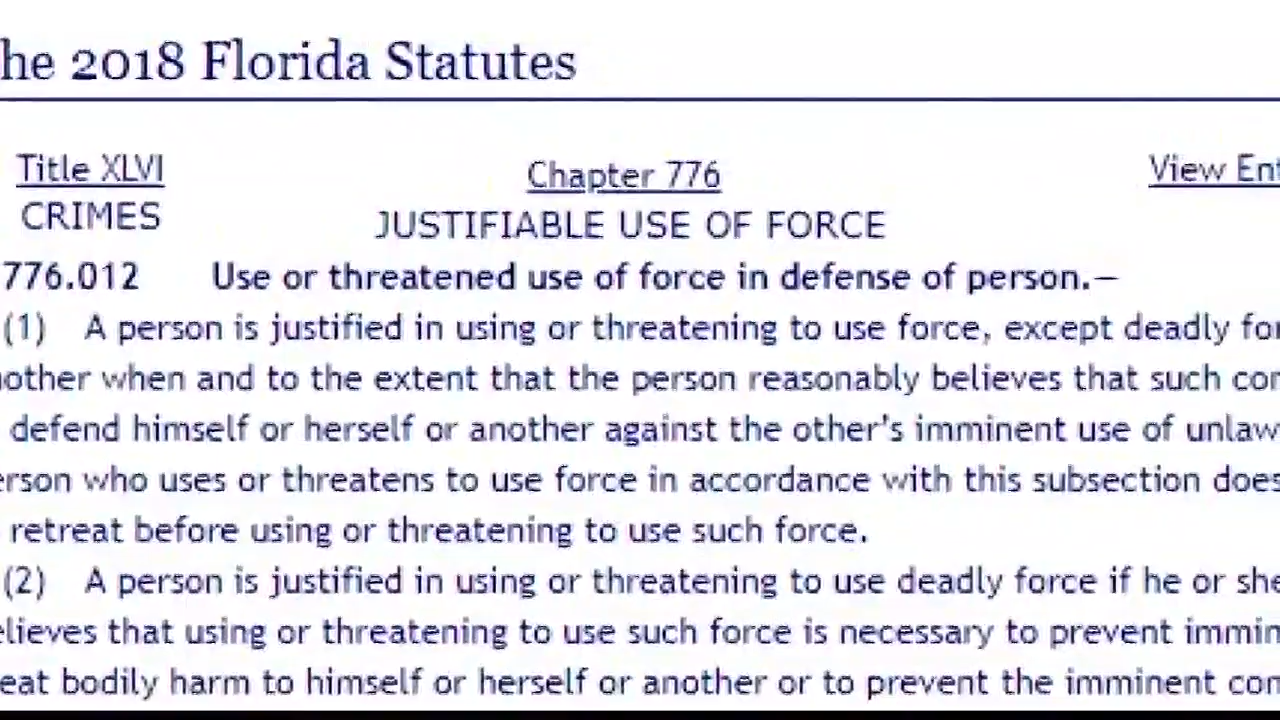 he 2018 Florida Statutes
Title XLVI Chapter 776 View Ent
CRIMES JUSTIFIABLE USE OF FORCE
776.012 Use or threatened use of force in defense of person.—
(1) A person is justified in using or threatening to use force, except deadly for
nother when and to the extent that the person reasonably believes that such con
defend himself or herself or another against the other's imminent use of unlaw
erson who uses or threatens to use force in accordance with this subsection does
retreat before using or threatening to use such force.
(2) A person is justified in using or threatening to use deadly force if he or she
elieves that using or threatening to use such force is necessary to prevent immin
eat bodily harm to himself or herself or another or to prevent the imminent com